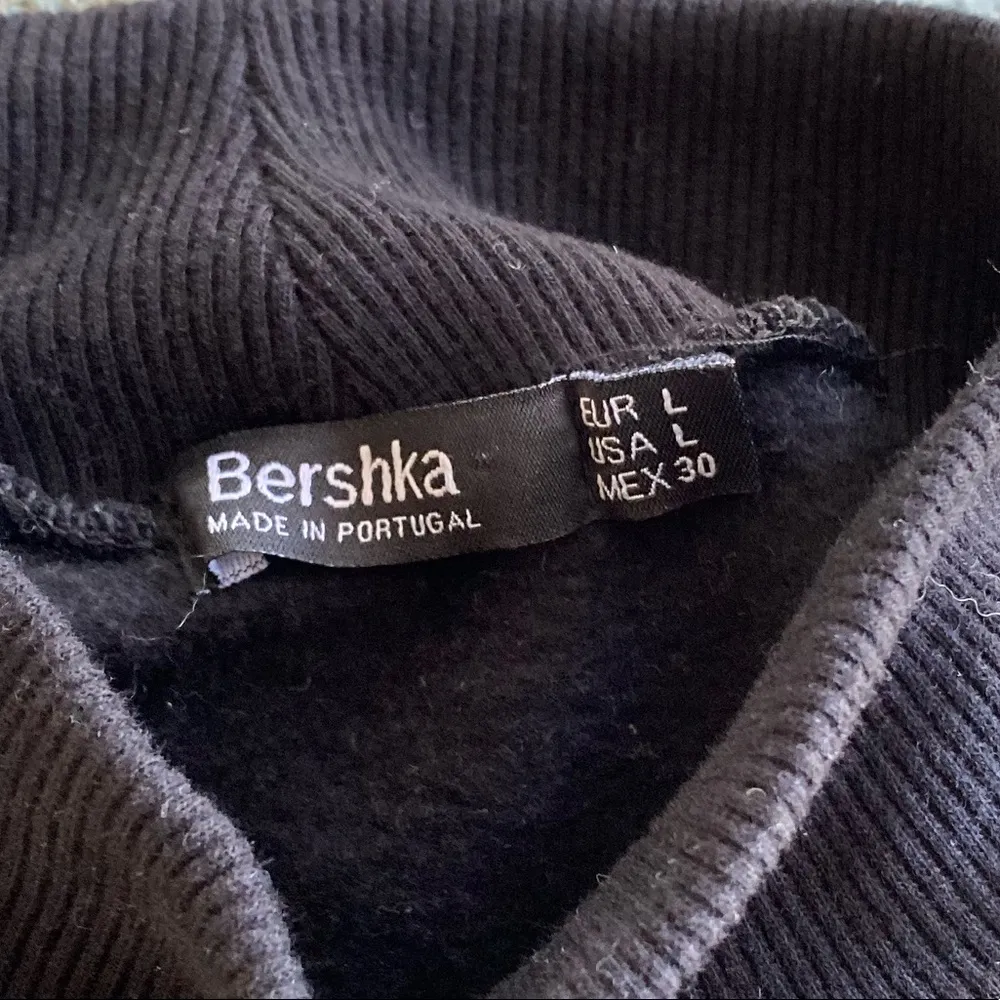 Bershka
MADE IN PORTUGAL
EUR L
USA L
MEX 30